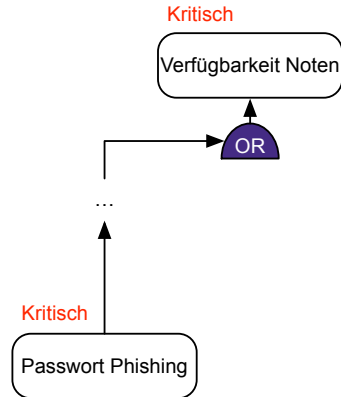 Kritisch
Verfügbarkeit Noten
OR
...
Kritisch
Passwort Phishing